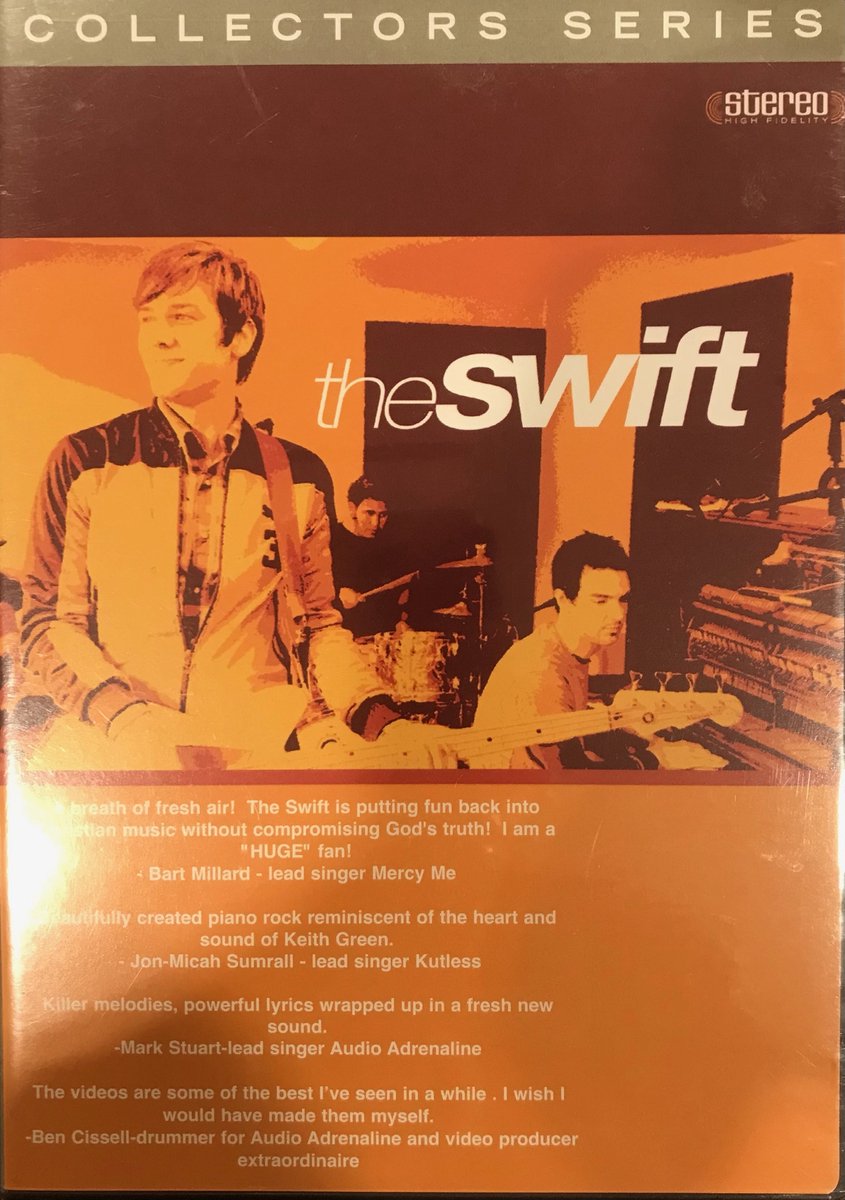 COLLECTORS SERIES
stereo
HIGH FIDELITY
theswift
breath of fresh air!  The Swift is putting fun back into
music without compromising God's truth!  I am a
"HUGE" fan!
- Bart Millard - lead singer Mercy Me
Beautifully created piano rock reminiscent of the heart and
sound of Keith Green.
- Jon-Micah Sumrall - lead singer Kutless
Killer melodies, powerful lyrics wrapped up in a fresh new
sound.
-Mark Stuart-lead singer Audio Adrenaline
The videos are some of the best I've seen in a while . I wish I
would have made them myself.
-Ben Cissell-drummer for Audio Adrenaline and video producer
extraordinaire